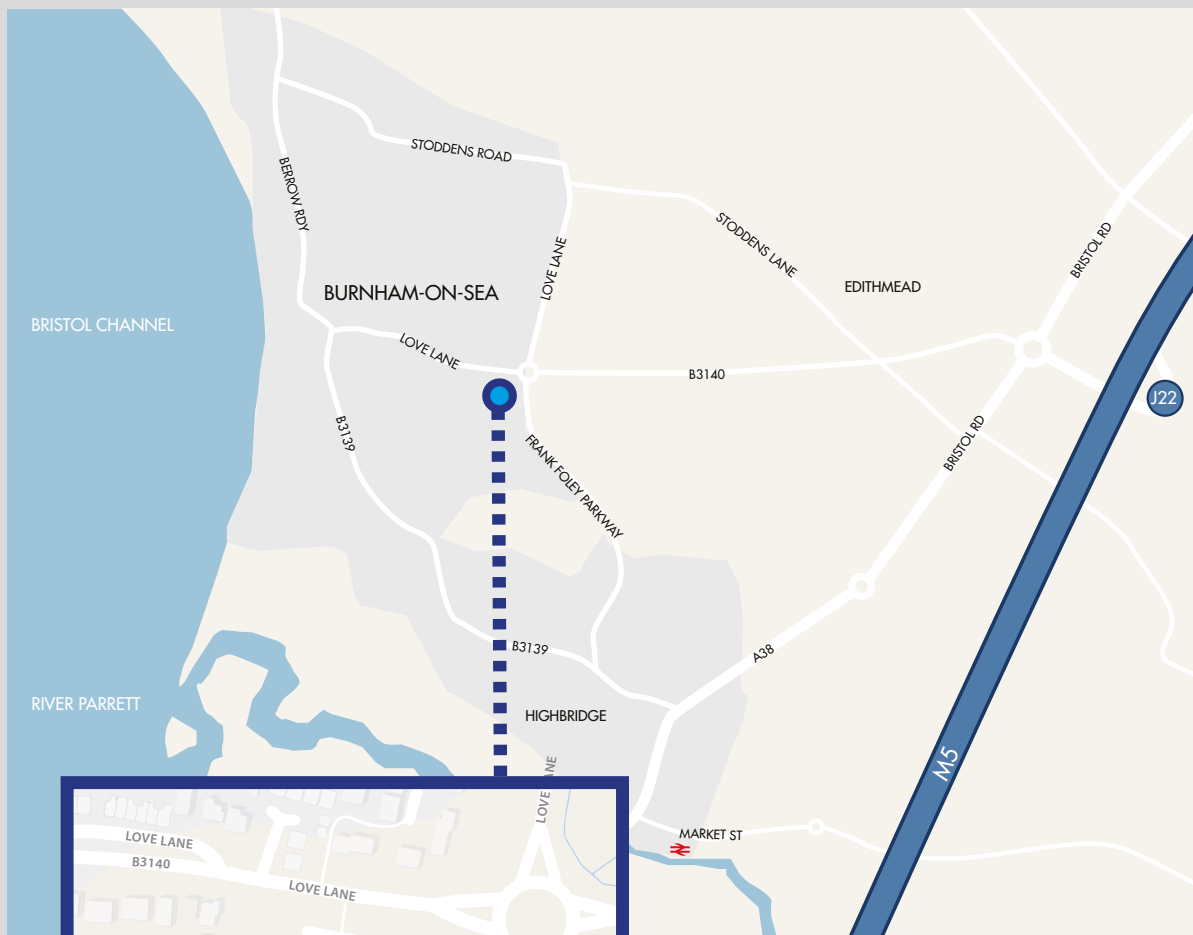 STODDENS ROAD
BERROW RDY
STODDENS LANE
BRISTOL RD
LOVE LANE
EDITHMEAD
BURNHAM-ON-SEA
BRISTOL CHANNEL
LOVE LANE
B3140
J22
B3139
BRISTOL RD
FRANK FOLEY PARKWAY
B3139
A38
RIVER PARRETT
HIGHBRIDGE
M5
LOVE LANE
MARKET ST
LOVE LANE
B3140
LOVE LANE